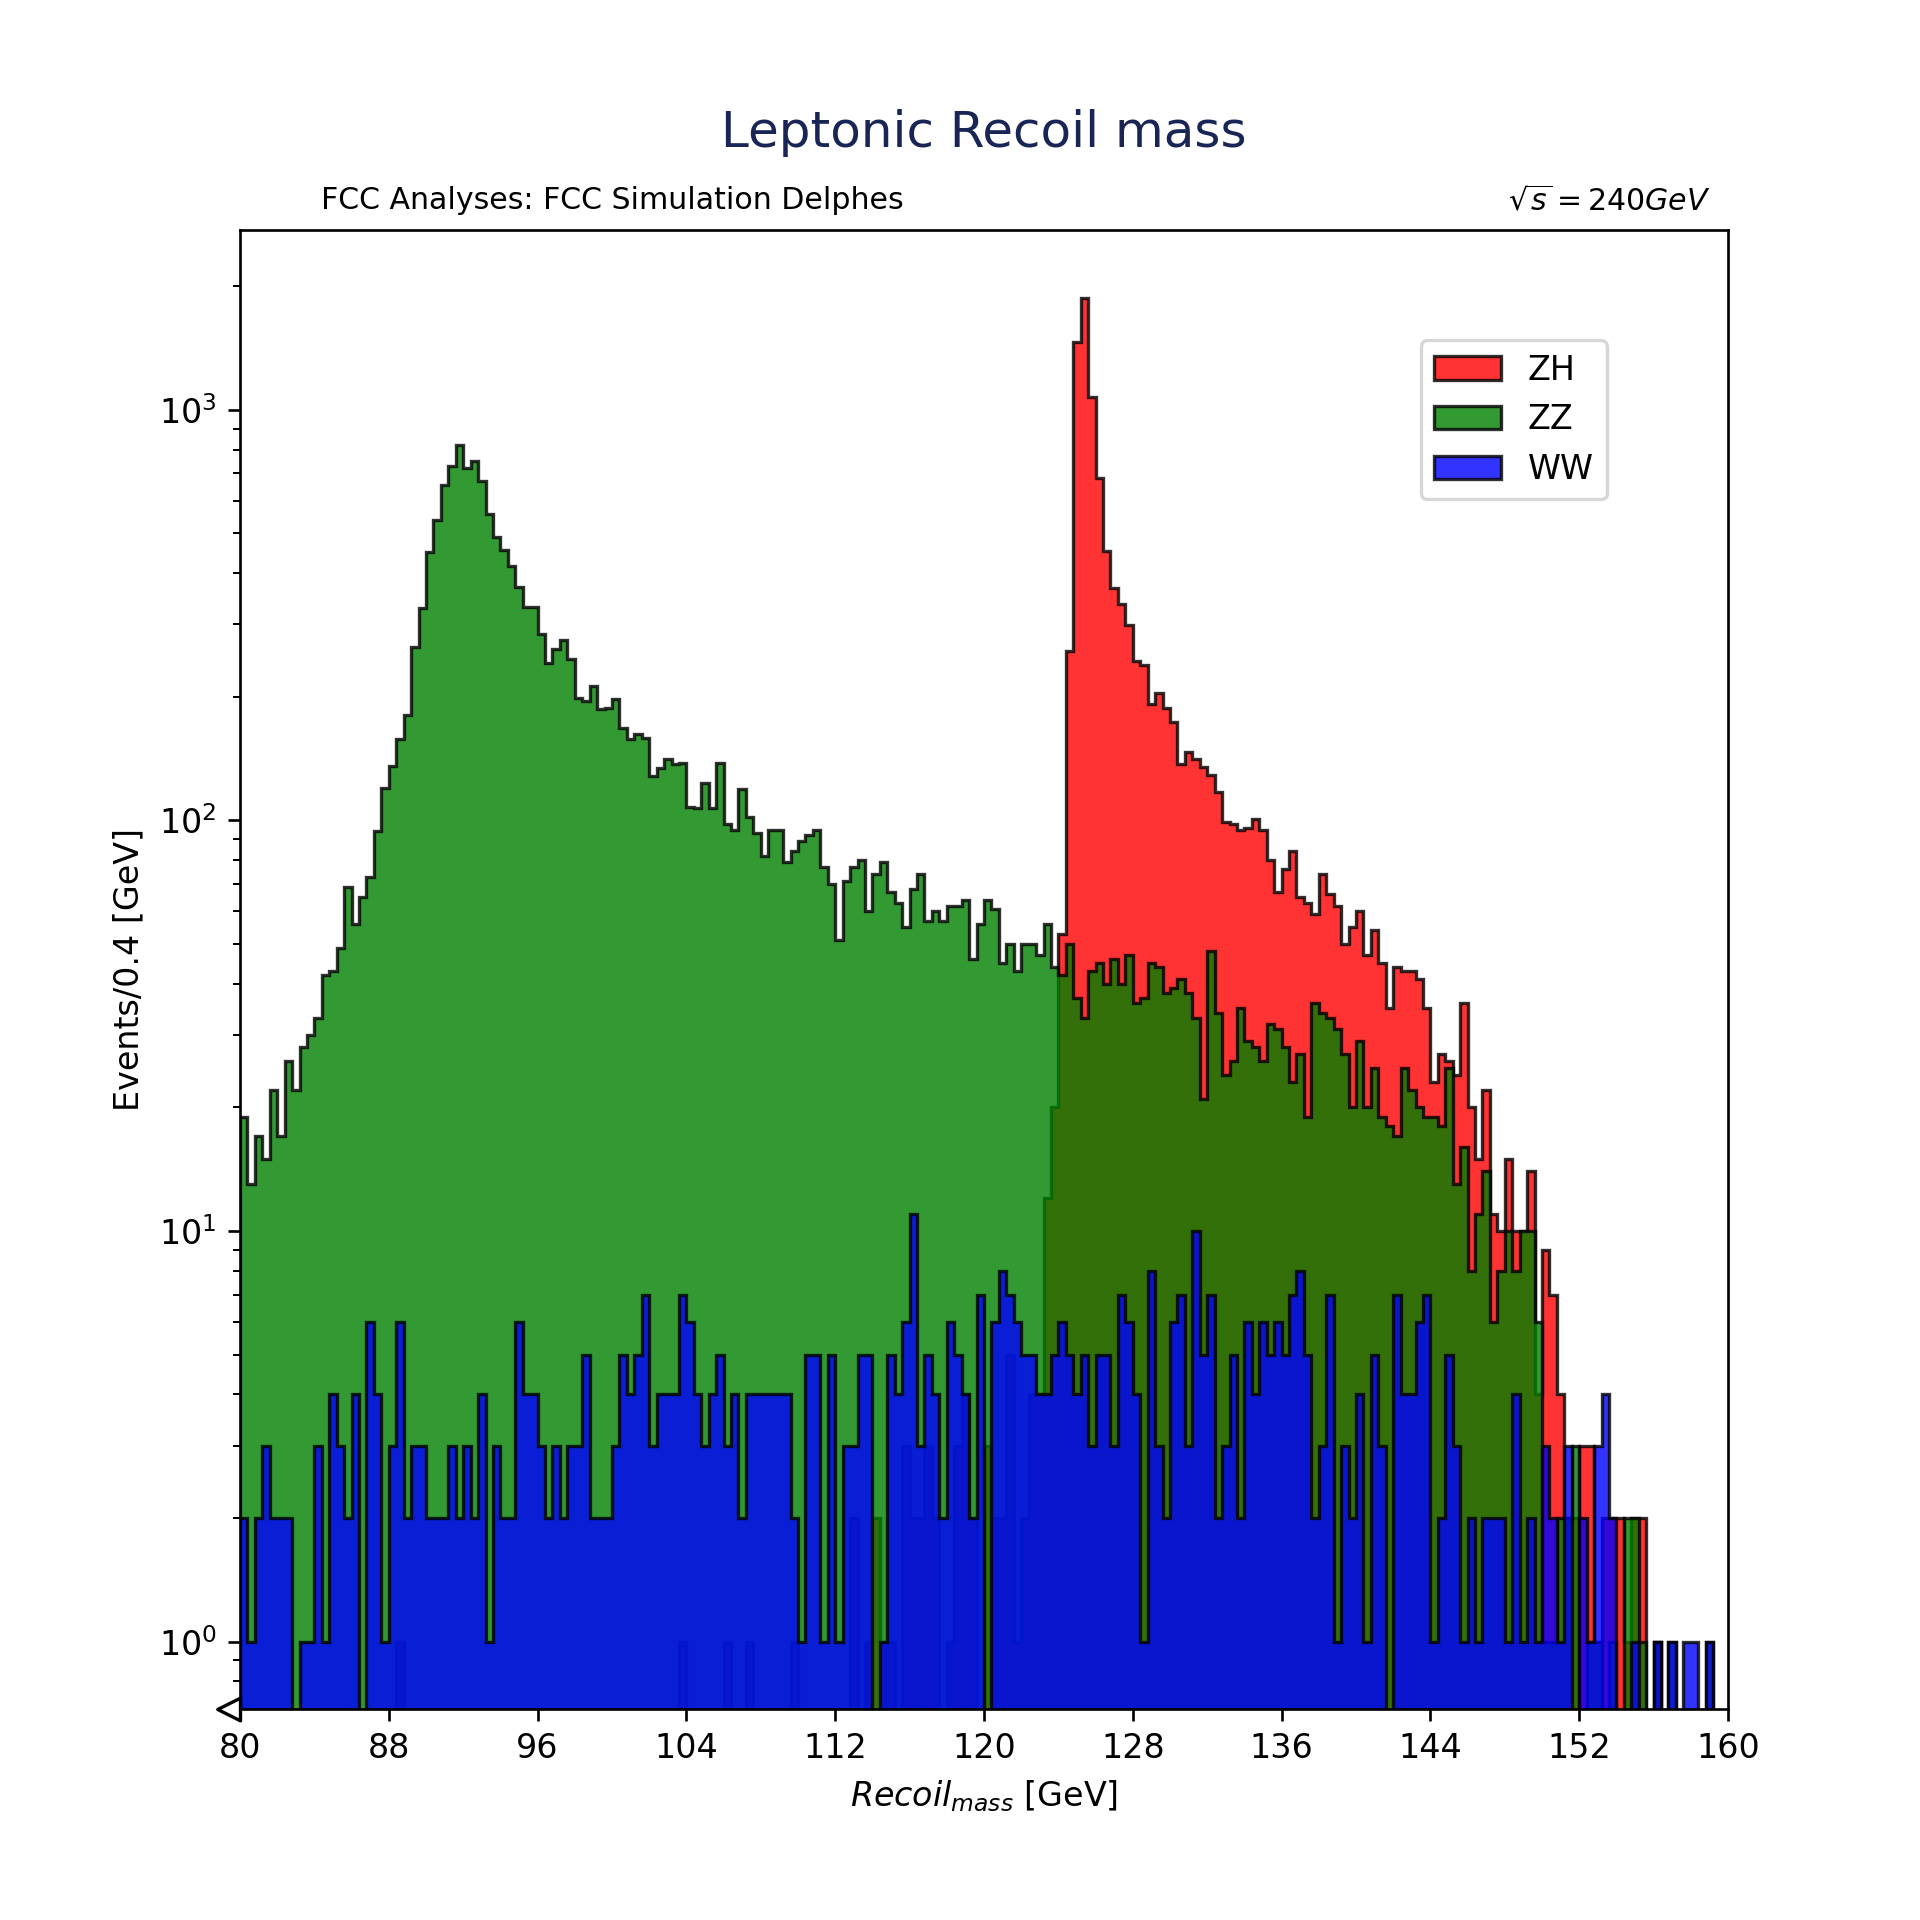 Leptonic Recoil mass
FCC Analyses: FCC Simulation Delphes
√s = 240GeV
ZH
ZZ
WW
10³
10²
10¹
10⁰
Events/0.4 [GeV]
80 88 96 104 112 120 128 136 144 152 160
Recoil_mass [GeV]